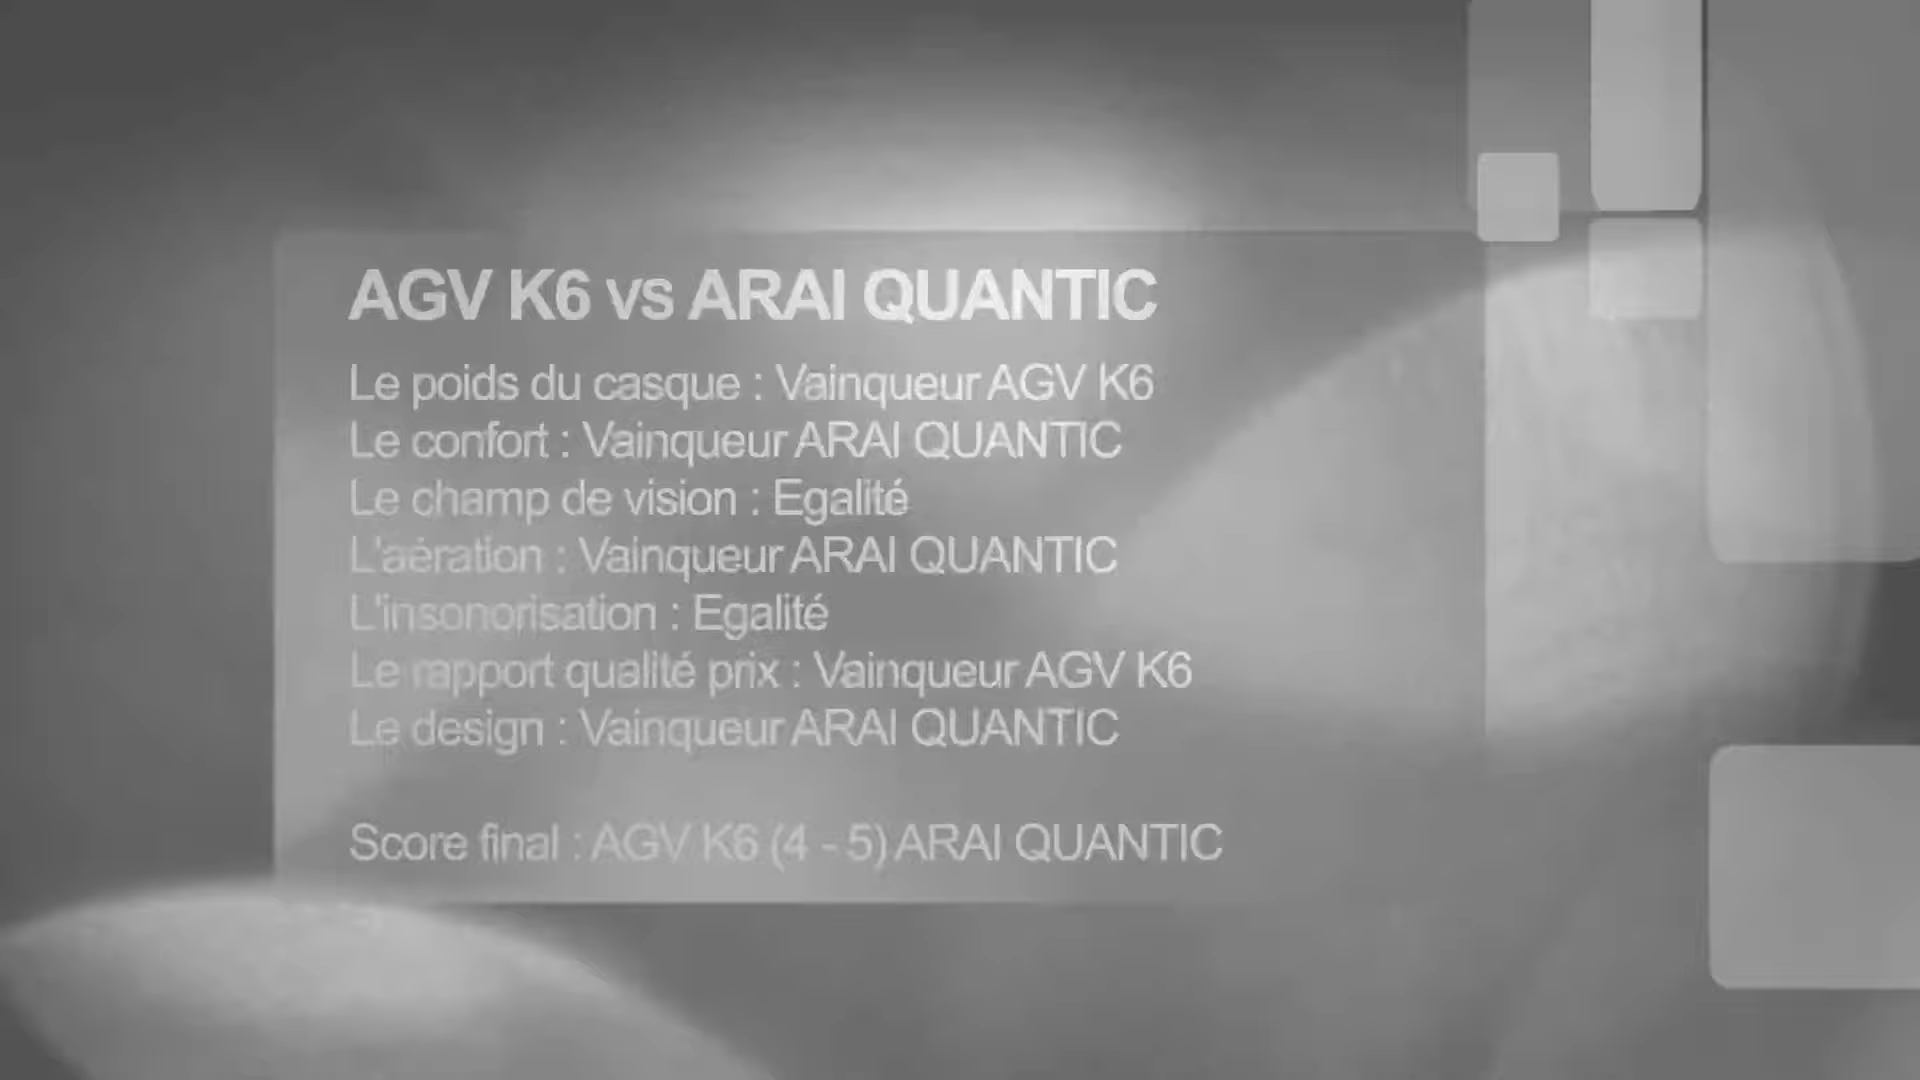 AGV K6 vs ARAI QUANTIC
Le poids du casque : Vainqueur AGV K6
Le confort : Vainqueur ARAI QUANTIC
Le champ de vision : Egalité
L'aération : Vainqueur ARAI QUANTIC
L'insonorisation : Egalité
Le rapport qualité prix : Vainqueur AGV K6
Le design : Vainqueur ARAI QUANTIC
Score final : AGV K6 (4 - 5) ARAI QUANTIC